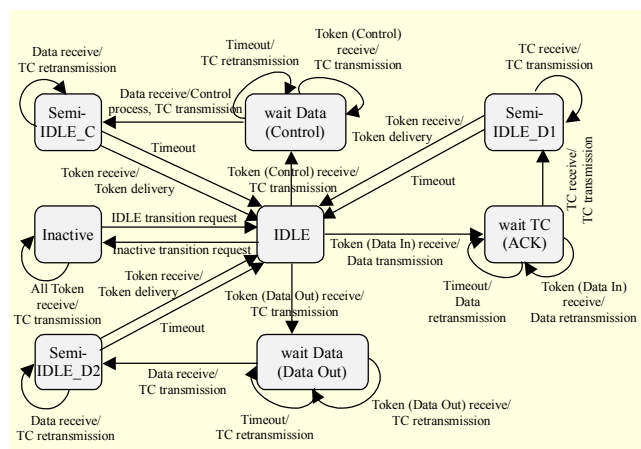 Data receive/
TC retransmission
Timeout/
TC retransmission
Token (Control)
receive/
TC transmission
TC receive/
TC transmission
Semi-
IDLE_C
Data receive/Control
process, TC transmission
wait Data
(Control)
Token receive/
Token delivery
Semi-
IDLE_D1
Timeout
Token receive/
Token delivery
Token (Control) receive/
TC transmission
Timeout
TC receive/
TC transmission
Inactive
IDLE transition request
Inactive transition request
IDLE
Token (Data In) receive/
Data transmission
wait TC
(ACK)
All Token
receive/
TC transmission
Token receive/
Token delivery
Timeout
Token (Data Out) receive/
TC transmission
Timeout/
Data
retransmission
Token (Data In)
receive/
Data retransmission
Semi-
IDLE_D2
Data receive/
TC transmission
wait Data
(Data Out)
Data receive/
TC retransmission
Timeout/
TC retransmission
Token (Data Out) receive/
TC retransmission